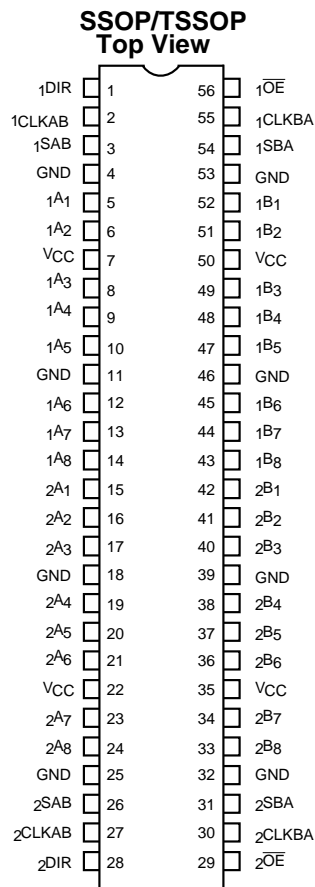 SSOP/TSSOP
Top View
1DIR 1 56 1O̅E̅
1CLKAB 2 55 1CLKBA
1SAB 3 54 1SBA
GND 4 53 GND
1A1 5 52 1B1
1A2 6 51 1B2
VCC 7 50 VCC
1A3 8 49 1B3
1A4 9 48 1B4
1A5 10 47 1B5
GND 11 46 GND
1A6 12 45 1B6
1A7 13 44 1B7
1A8 14 43 1B8
2A1 15 42 2B1
2A2 16 41 2B2
2A3 17 40 2B3
GND 18 39 GND
2A4 19 38 2B4
2A5 20 37 2B5
2A6 21 36 2B6
VCC 22 35 VCC
2A7 23 34 2B7
2A8 24 33 2B8
GND 25 32 GND
2SAB 26 31 2SBA
2CLKAB 27 30 2CLKBA
2DIR 28 29 2O̅E̅